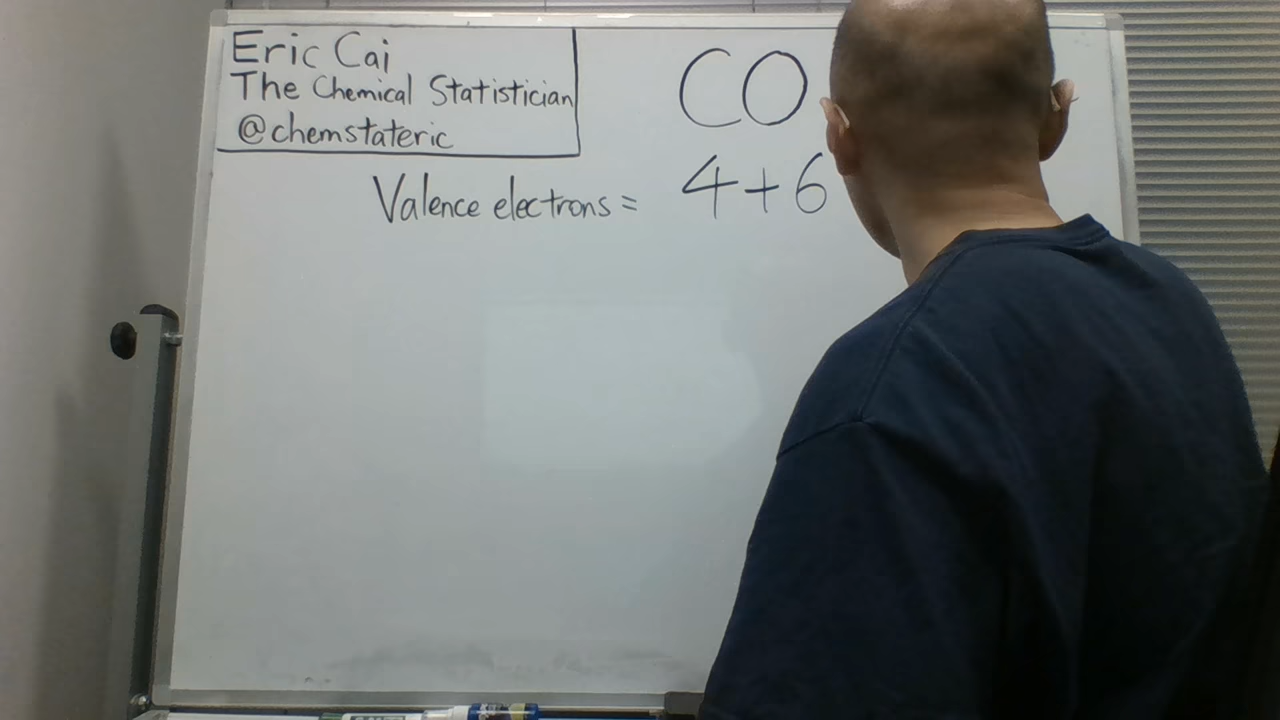 Eric Cai
The Chemical Statistician
@chemstateric
CO
Valence electrons = 4+6